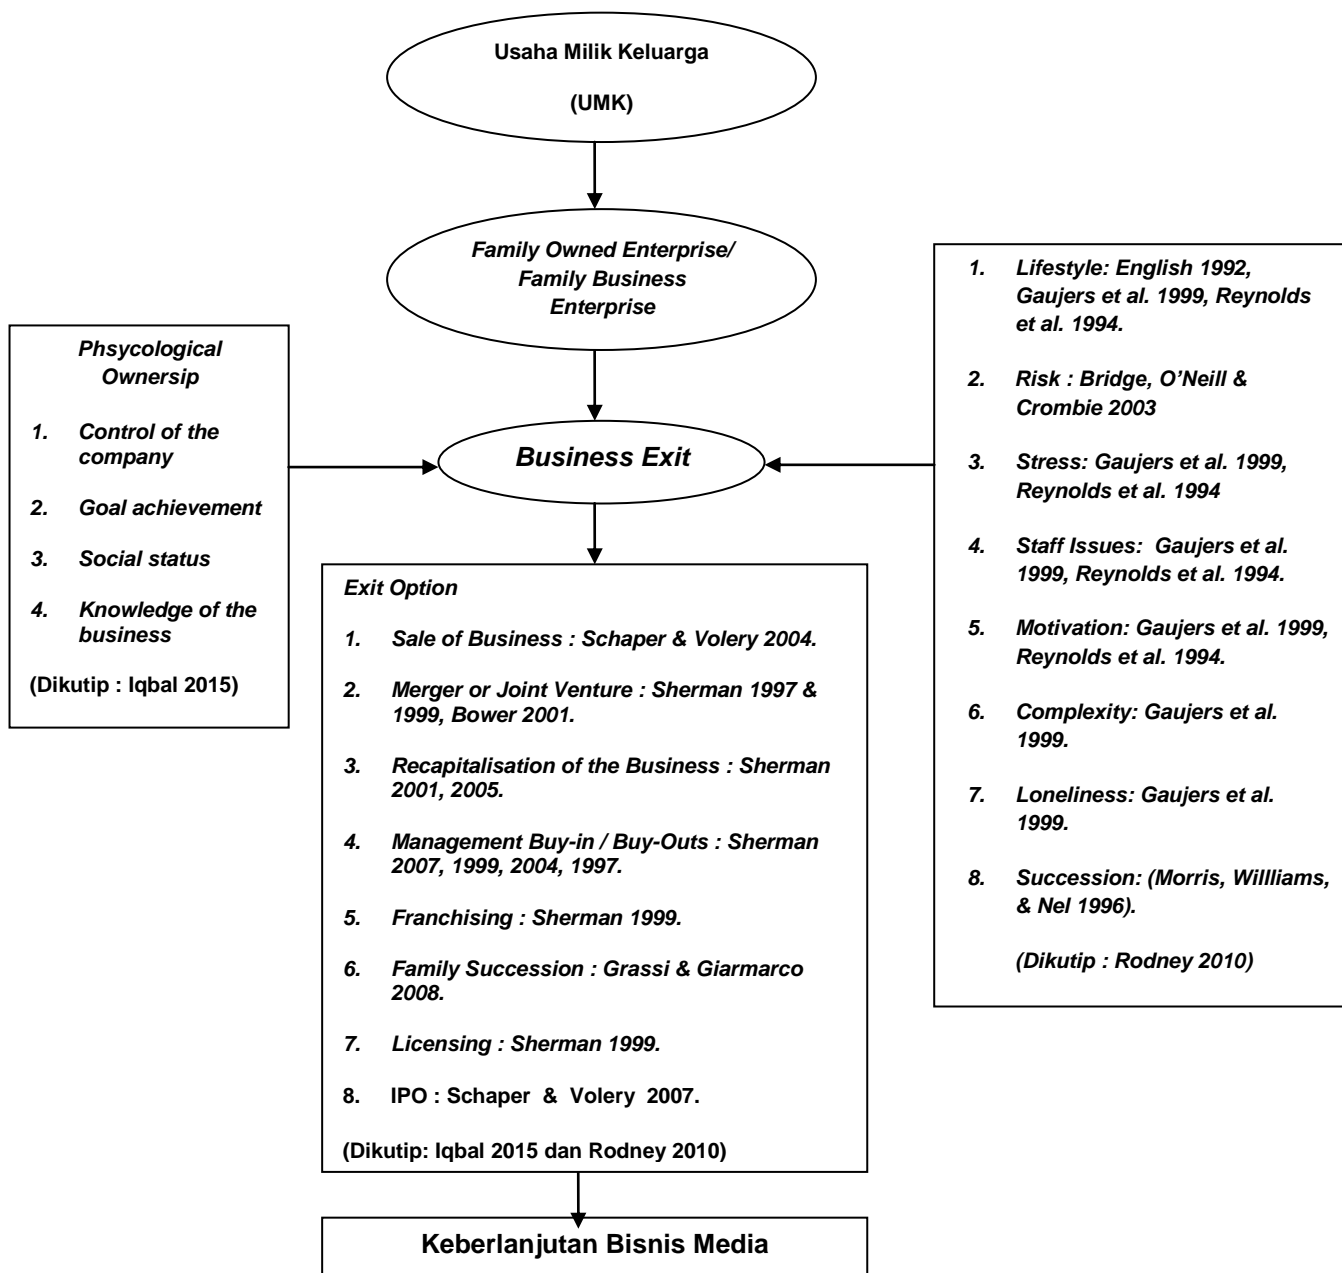 Usaha Milik Keluarga
(UMK)
Family Owned Enterprise/
Family Business
Enterprise
Phsycological
Ownersip
1. Control of the
company
2. Goal achievement
3. Social status
4. Knowledge of the
business
(Dikutip : Iqbal 2015)
Business Exit
1. Lifestyle: English 1992,
Gaujers et al. 1999, Reynolds
et al. 1994.
2. Risk : Bridge, O’Neill &
Crombie 2003
3. Stress: Gaujers et al. 1999,
Reynolds et al. 1994
4. Staff Issues: Gaujers et al.
1999, Reynolds et al. 1994.
5. Motivation: Gaujers et al. 1999,
Reynolds et al. 1994.
6. Complexity: Gaujers et al.
1999.
7. Loneliness: Gaujers et al.
1999.
8. Succession: (Morris, Willliams,
& Nel 1996).
(Dikutip : Rodney 2010)
Exit Option
1. Sale of Business : Schaper & Volery 2004.
2. Merger or Joint Venture : Sherman 1997 &
1999, Bower 2001.
3. Recapitalisation of the Business : Sherman
2001, 2005.
4. Management Buy-in / Buy-Outs : Sherman
2007, 1999, 2004, 1997.
5. Franchising : Sherman 1999.
6. Family Succession : Grassi & Giarmarco
2008.
7. Licensing : Sherman 1999.
8. IPO : Schaper & Volery 2007.
(Dikutip: Iqbal 2015 dan Rodney 2010)
Keberlanjutan Bisnis Media